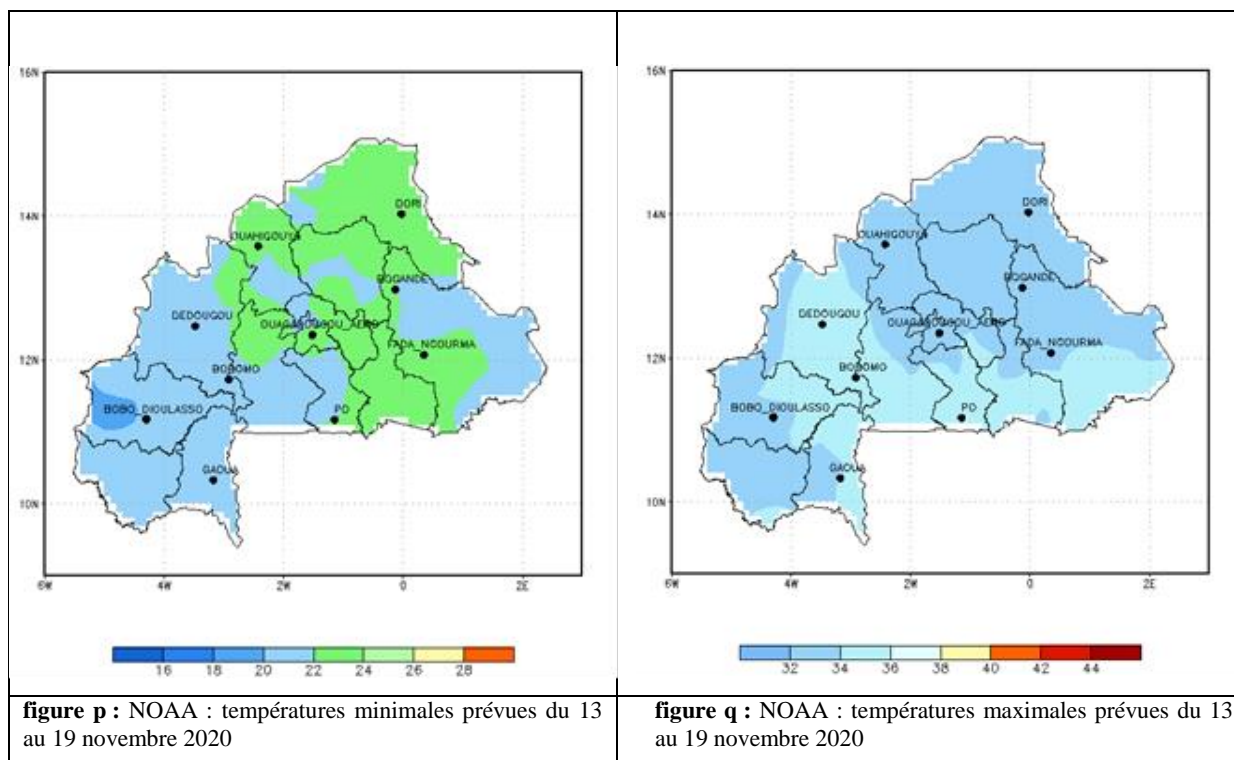 16N
14N
12N
10N
6W 4W 2W 0 2E
DORI
OUAHIGOUYA
BOGANDE
DEDOUGOU
OUAGADOUGOU_AERO
FADA_NGOURMA
BOROMO
BOBO_DIOULASSO
PO
GAOUA
16 18 20 22 24 26 28
figure p : NOAA : températures minimales prévues du 13
au 19 novembre 2020
16N
14N
12N
10N
6W 4W 2W 0 2E
DORI
OUAHIGOUYA
BOGANDE
DEDOUGOU
OUAGADOUGOU_AERO
FADA_NGOURMA
BOROMO
BOBO_DIOULASSO
PO
GAOUA
32 34 36 38 40 42 44
figure q : NOAA : températures maximales prévues du 13
au 19 novembre 2020